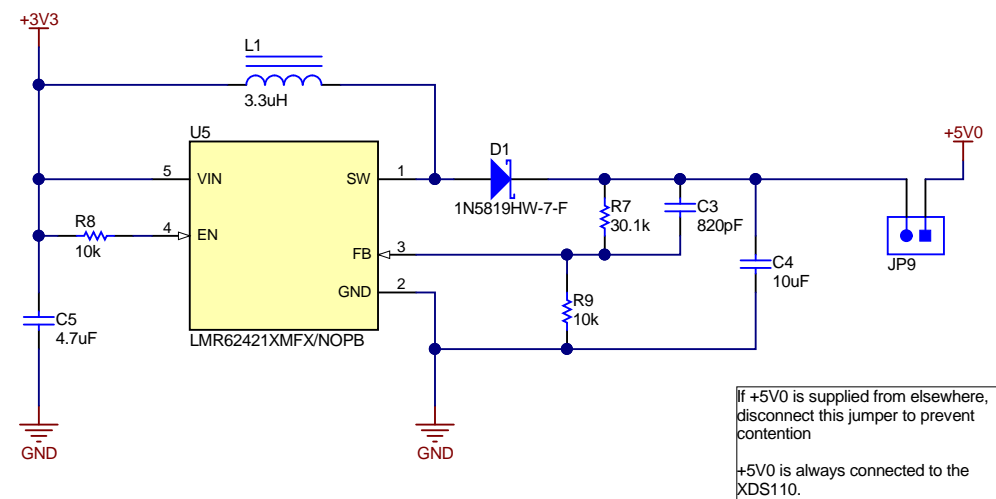 +3V3
L1
3.3uH
U5
5
VIN
SW
1
D1
1N5819HW-7-F
+5V0
R8
10k
4
EN
FB
3
R7
30.1k
C3
820pF
GND
2
R9
10k
C4
10uF
JP9
C5
4.7uF
LMR62421XMFX/NOPB
GND
GND
If +5V0 is supplied from elsewhere,
disconnect this jumper to prevent
contention
+5V0 is always connected to the
XDS110.